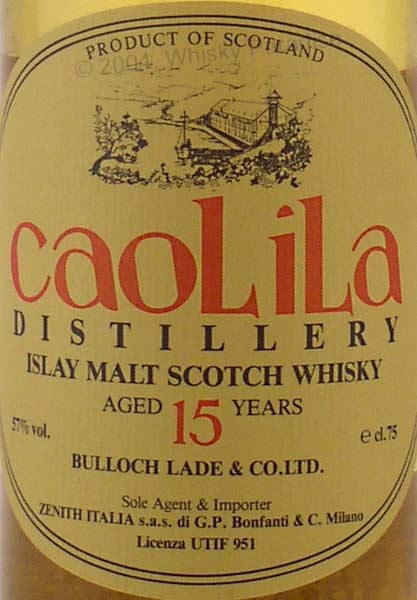 PRODUCT OF SCOTLAND
© 2004 Whisky
caoLiLa
DISTILLERY
ISLAY MALT SCOTCH WHISKY
AGED 15 YEARS
57% vol.
e cl.75
BULLOCH LADE & CO.LTD.
Sole Agent & Importer
ZENITH ITALIA s.a.s. di G.P. Bonfanti & C. Milano
Licenza UTIF 951